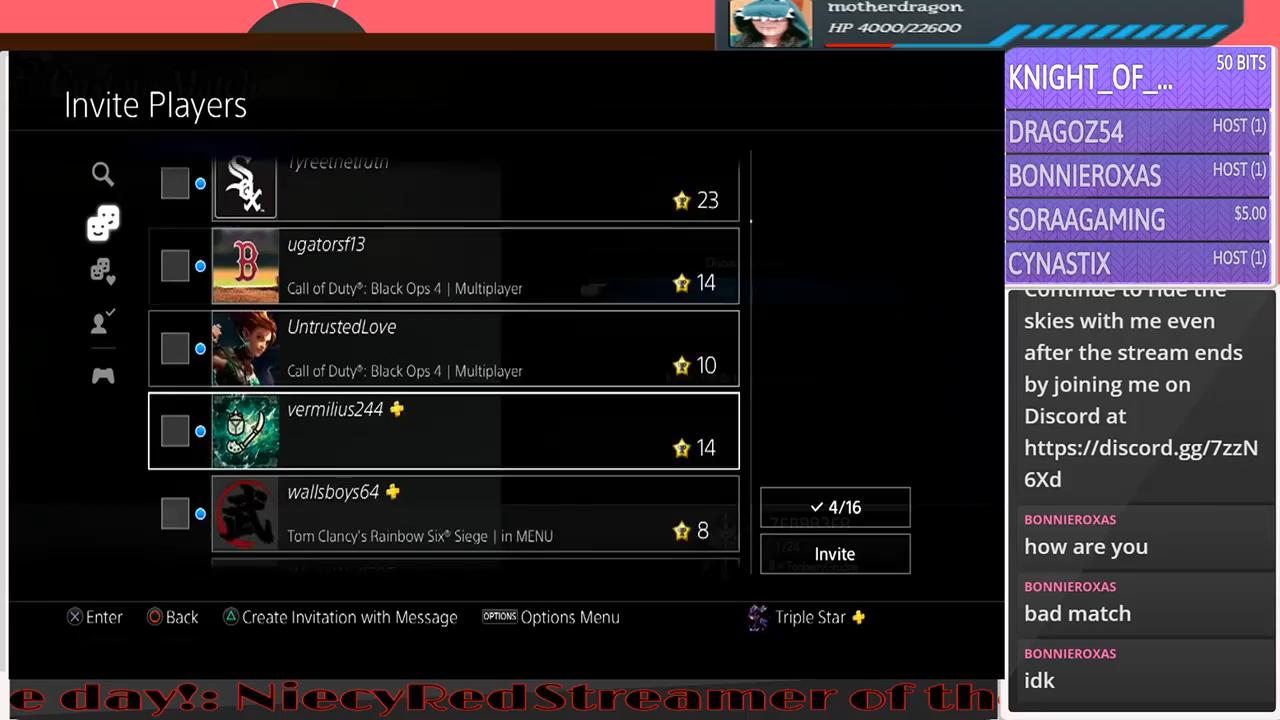 motherdragon
HP 4000/22600
Invite Players
Tyreethetruth
23
ugatorsf13
Call of Duty®: Black Ops 4 | Multiplayer
14
UntrustedLove
Call of Duty®: Black Ops 4 | Multiplayer
10
vermilius244
14
wallsboys64
Tom Clancy's Rainbow Six® Siege | in MENU
8
4/16
Invite
Enter
Back
Create Invitation with Message
OPTIONS Options Menu
Triple Star
KNIGHT_OF_... 50 BITS
DRAGOZ54 HOST (1)
BONNIEROXAS HOST (1)
SORAAGAMING $5.00
CYNASTIX HOST (1)
Continue to ride the
skies with me even
after the stream ends
by joining me on
Discord at
https://discord.gg/7zzN
6Xd
BONNIEROXAS
how are you
BONNIEROXAS
bad match
BONNIEROXAS
idk
e day!: NiecyRed Streamer of th